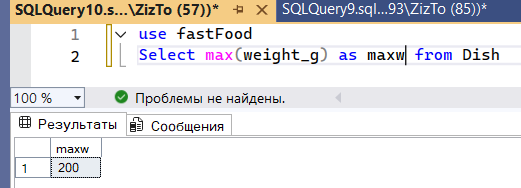 SQLQuery10.s...\ZizTo (57))*
SQLQuery9.sql...93\ZizTo (85))*
1 use fastFood
2 Select max(weight_g) as maxw from Dish
100 %
Проблемы не найдены.
Результаты
Сообщения
maxw
1 200